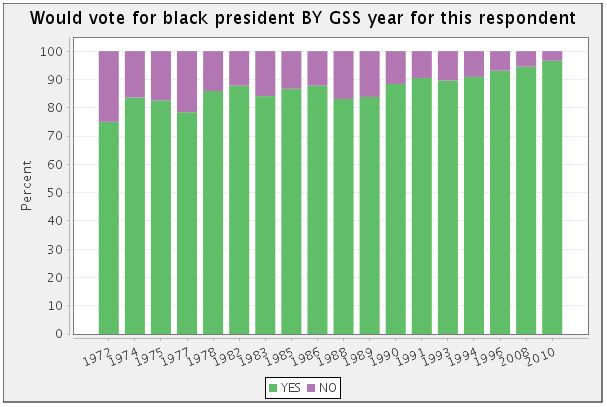 Would vote for black president BY GSS year for this respondent
Percent
100
90
80
70
60
50
40
30
20
10
0
1972 1974 1975 1977 1978 1982 1983 1985 1986 1988 1989 1990 1991 1993 1994 1996 2008 2010
YES NO